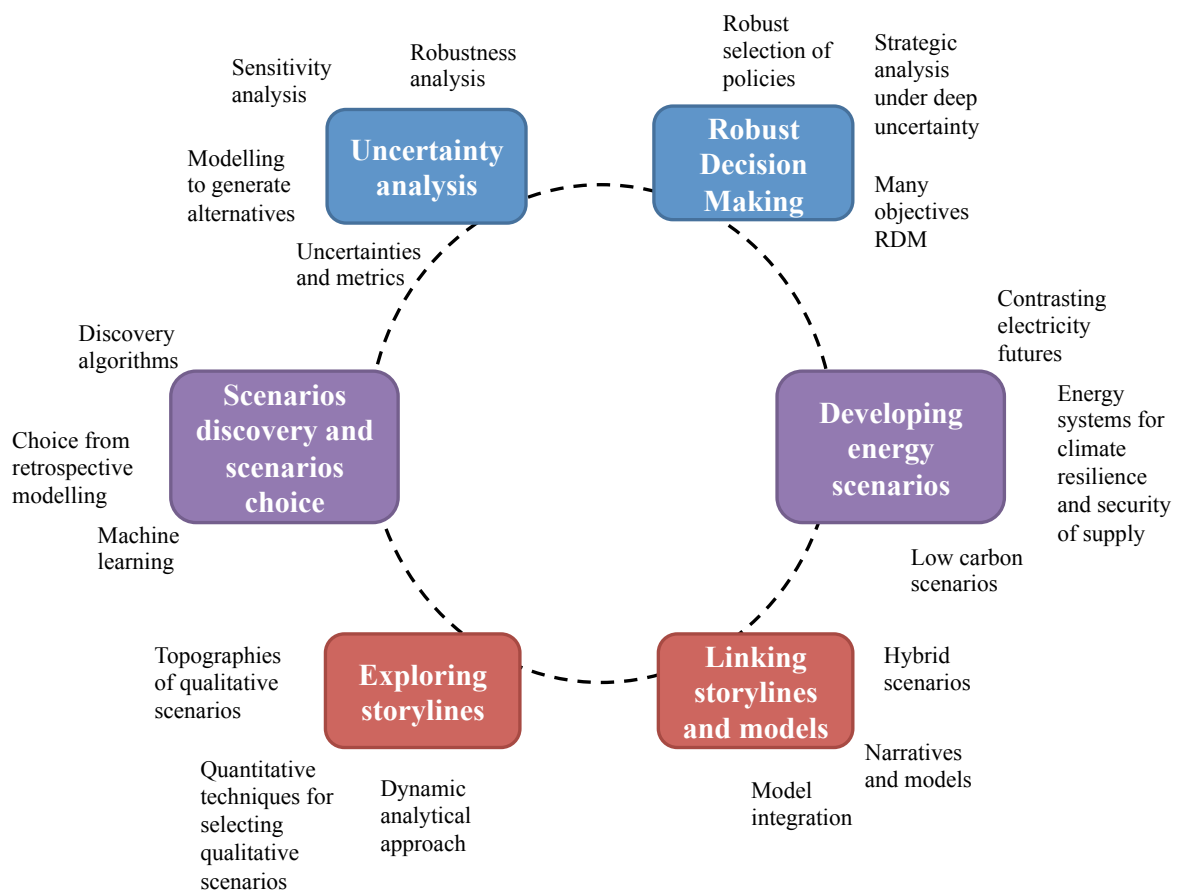 Sensitivity
analysis
Robustness
analysis
Modelling
to generate
alternatives
Uncertainty
analysis
Uncertainties
and metrics
Robust
selection of
policies
Strategic
analysis
under deep
uncertainty
Robust
Decision
Making
Many
objectives
RDM
Discovery
algorithms
Choice from
retrospective
modelling
Machine
learning
Scenarios
discovery and
scenarios
choice
Contrasting
electricity
futures
Developing
energy
scenarios
Energy
systems for
climate
resilience
and security
of supply
Low carbon
scenarios
Topographies
of qualitative
scenarios
Exploring
storylines
Quantitative
techniques for
selecting
qualitative
scenarios
Dynamic
analytical
approach
Linking
storylines
and models
Hybrid
scenarios
Narratives
and models
Model
integration